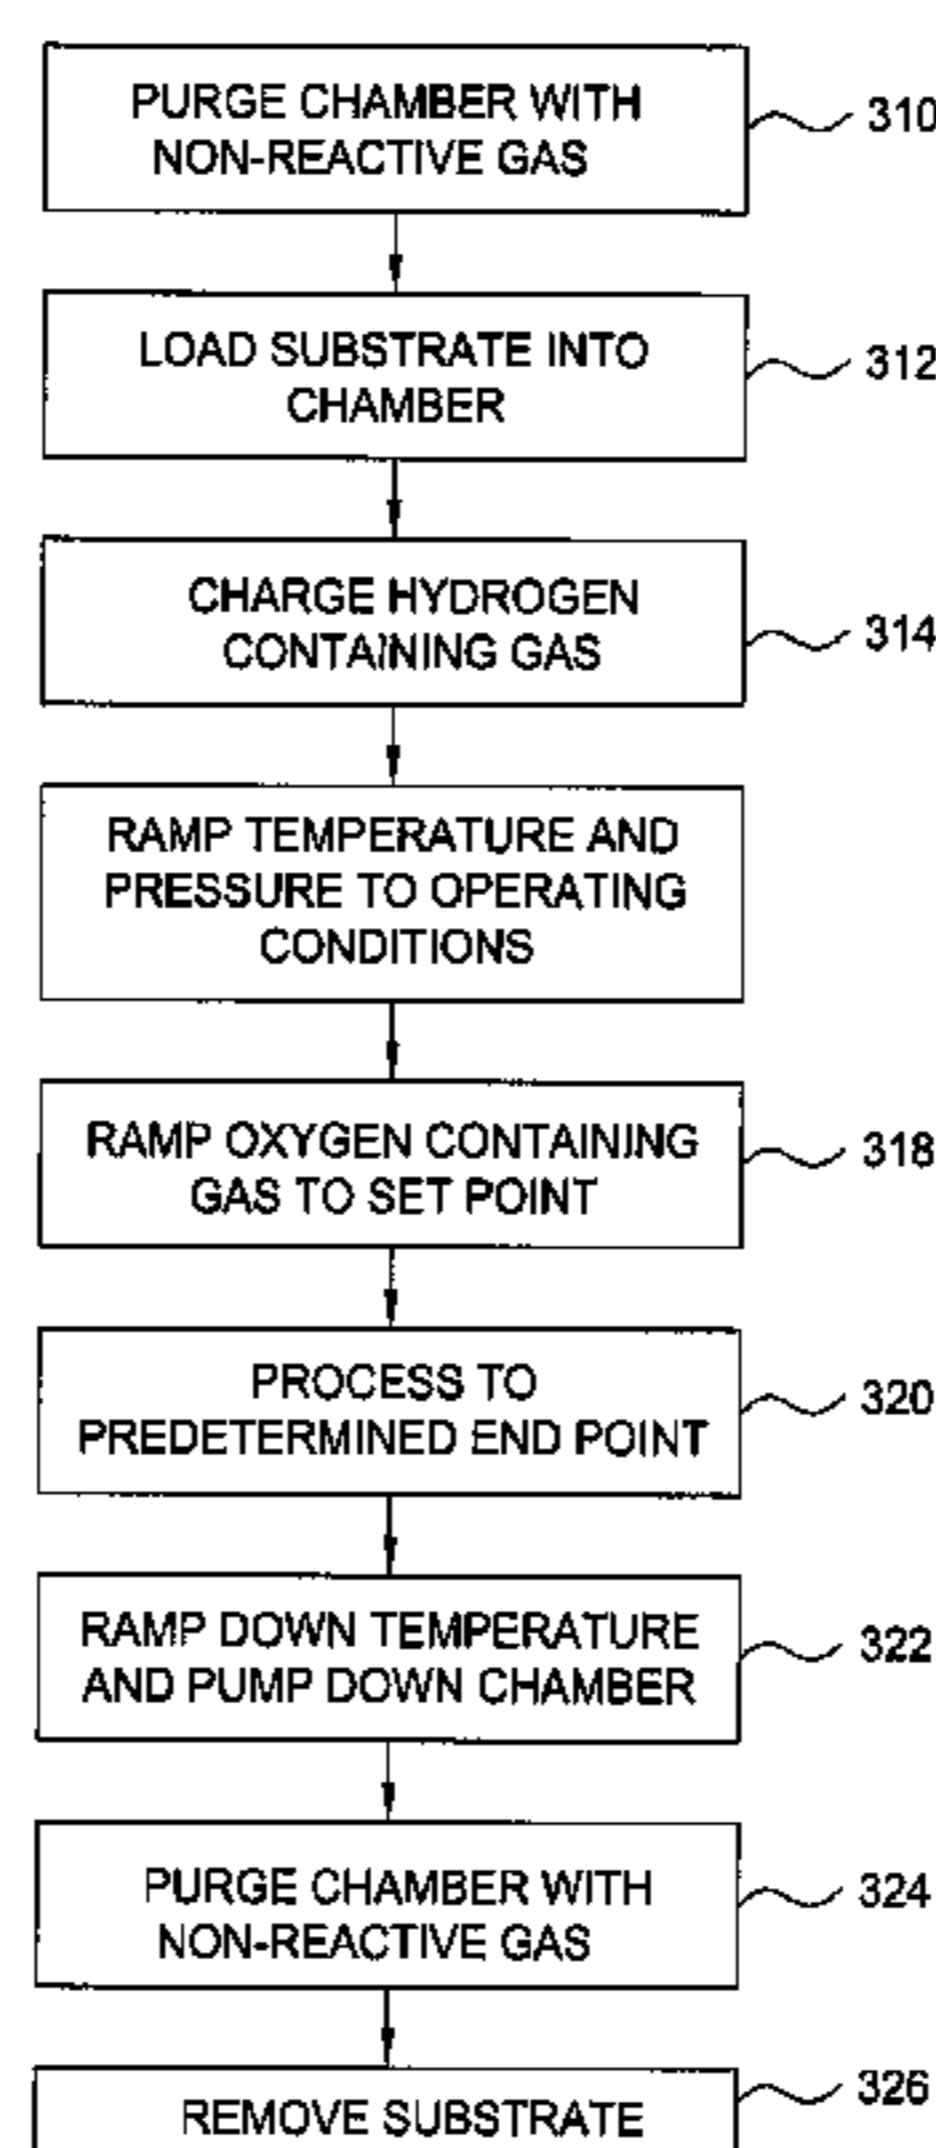 PURGE CHAMBER WITH
NON-REACTIVE GAS
310
LOAD SUBSTRATE INTO
CHAMBER
312
CHARGE HYDROGEN
CONTAINING GAS
314
RAMP TEMPERATURE AND
PRESSURE TO OPERATING
CONDITIONS
RAMP OXYGEN CONTAINING
GAS TO SET POINT
318
PROCESS TO
PREDETERMINED END POINT
320
RAMP DOWN TEMPERATURE
AND PUMP DOWN CHAMBER
322
PURGE CHAMBER WITH
NON-REACTIVE GAS
324
REMOVE SUBSTRATE
326